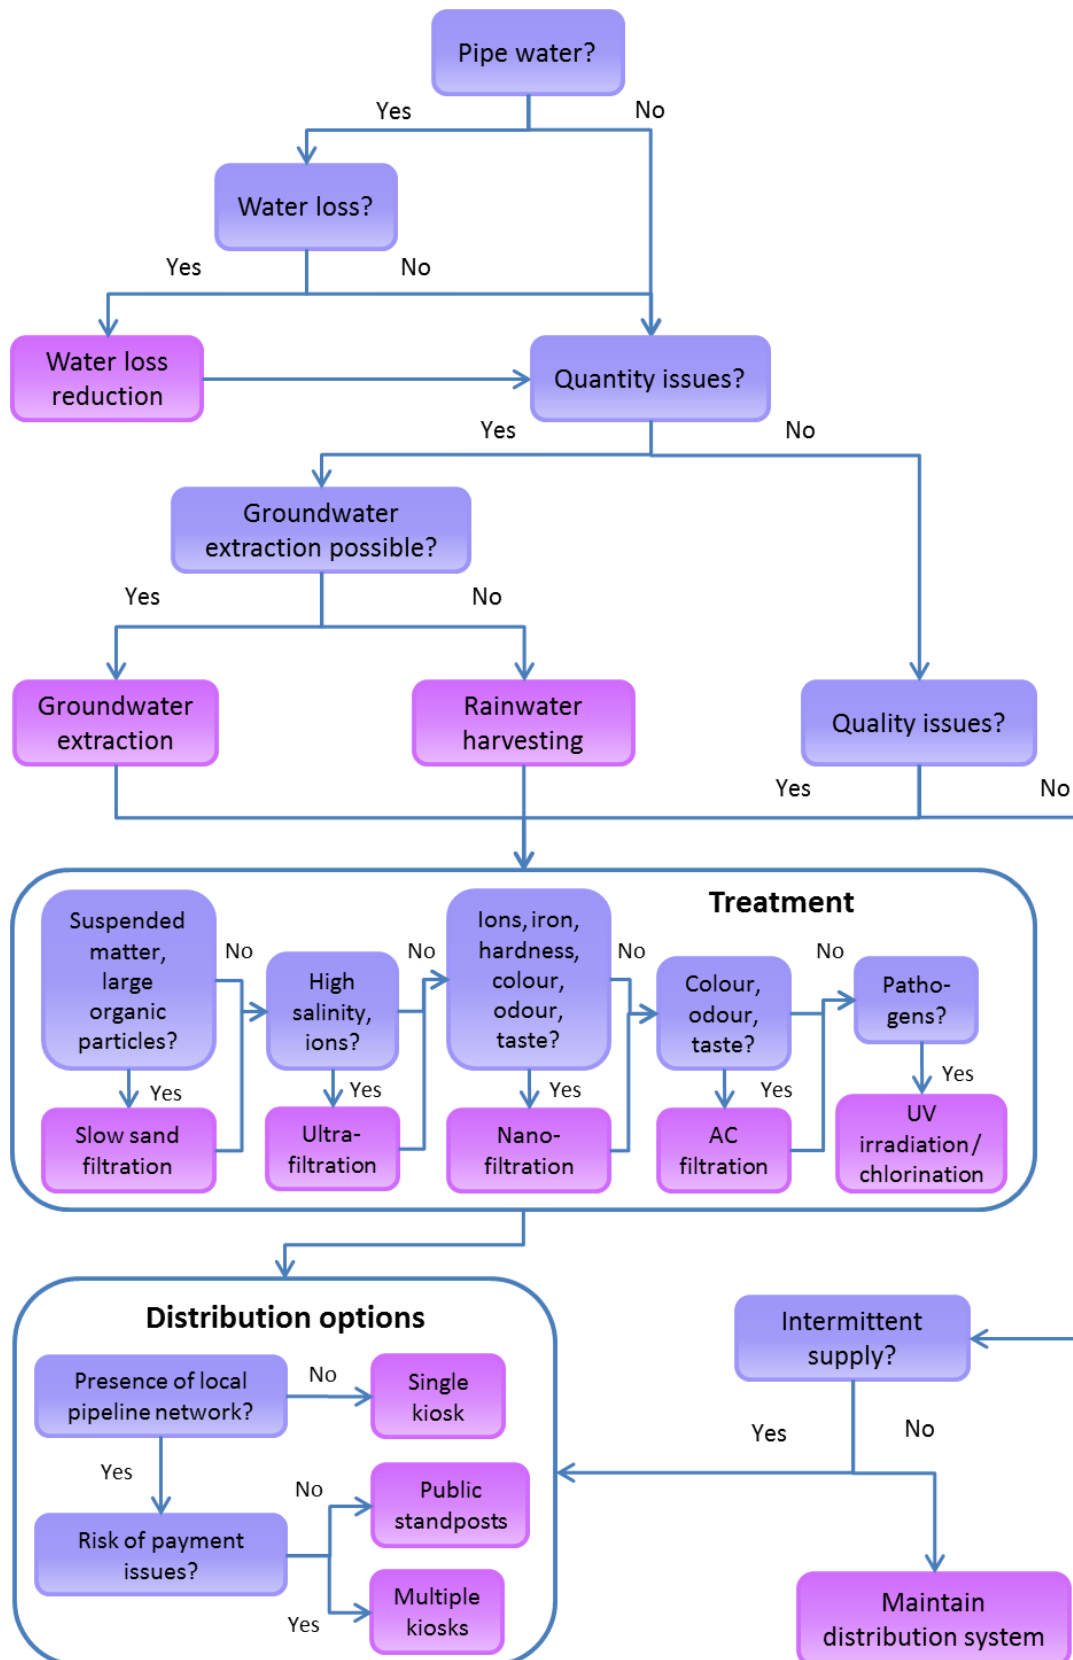 Pipe water?
Yes
No
Water loss?
Yes
No
Water loss
reduction
Quantity issues?
Yes
No
Groundwater
extraction possible?
Yes
No
Groundwater
extraction
Rainwater
harvesting
Quality issues?
Yes
No
Treatment
Suspended
matter,
large
organic
particles?
No
High
salinity,
ions?
No
Ions, iron,
hardness,
colour,
odour,
taste?
No
Colour,
odour,
taste?
No
Patho-
gens?
Yes
Yes
Yes
Yes
Yes
Slow sand
filtration
Ultra-
filtration
Nano-
filtration
AC
filtration
UV
irradiation/
chlorination
Distribution options
Presence of local
pipeline network?
No
Single
kiosk
Yes
Risk of payment
issues?
No
Public
standposts
Yes
Multiple
kiosks
Intermittent
supply?
Yes
No
Maintain
distribution system